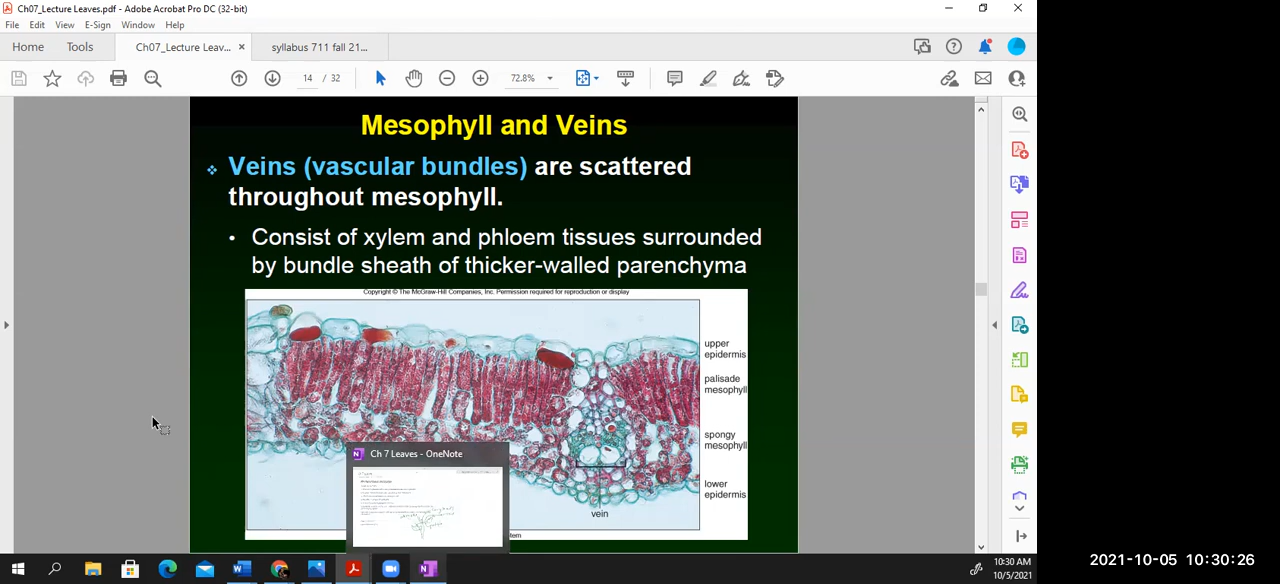 Ch07_Lecture Leaves.pdf - Adobe Acrobat Pro DC (32-bit)
File Edit View E-Sign Window Help
Home Tools Ch07_Lecture Leav... × syllabus 711 fall 21...
14 / 32 72.8%
Mesophyll and Veins
Veins (vascular bundles) are scattered
throughout mesophyll.
• Consist of xylem and phloem tissues surrounded
by bundle sheath of thicker-walled parenchyma
Copyright © The McGraw-Hill Companies, Inc. Permission required for reproduction or display
upper
epidermis
palisade
mesophyll
spongy
mesophyll
lower
epidermis
vein
Ch 7 Leaves - OneNote
10:30 AM
10/5/2021
2021-10-05 10:30:26